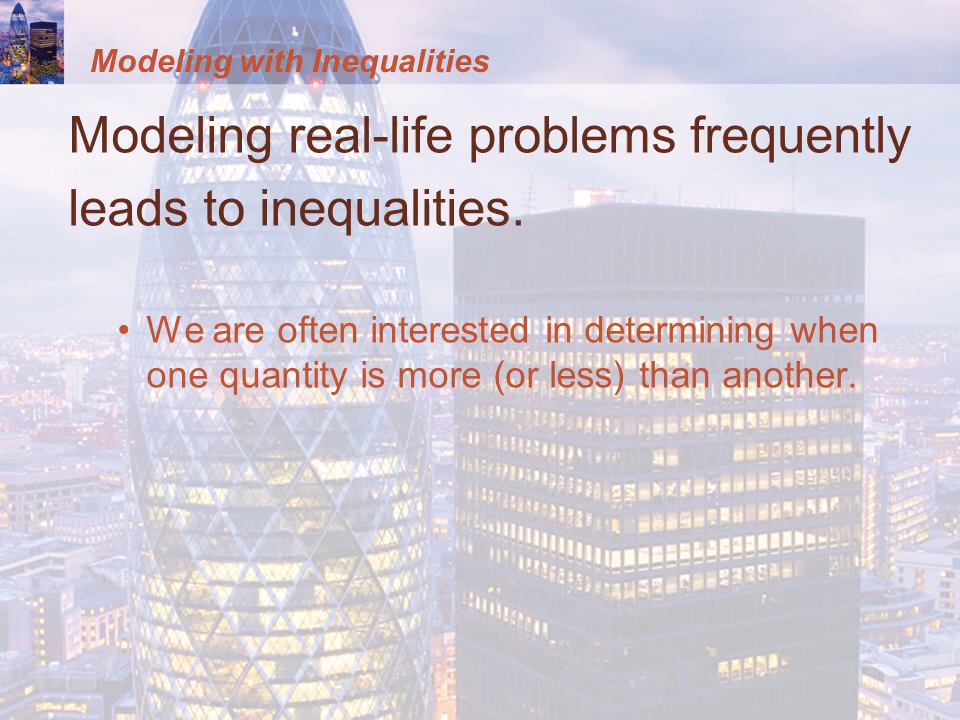 Modeling with Inequalities
Modeling real-life problems frequently
leads to inequalities.
• We are often interested in determining when
one quantity is more (or less) than another.